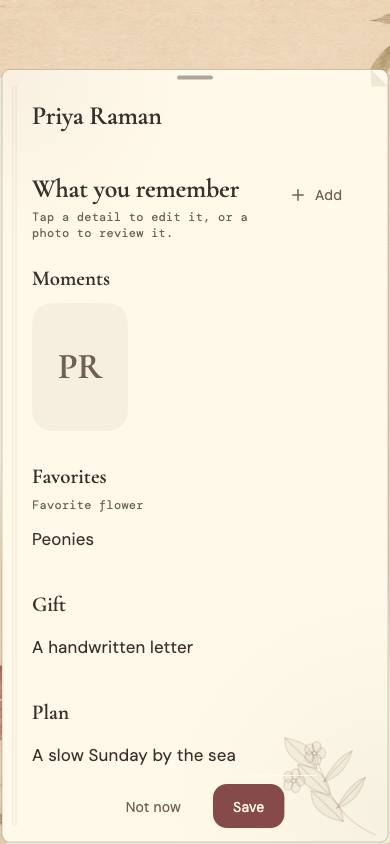 Priya Raman
What you remember
+ Add
Tap a detail to edit it, or a
photo to review it.
Moments
PR
Favorites
Favorite flower
Peonies
Gift
A handwritten letter
Plan
A slow Sunday by the sea
Not now
Save